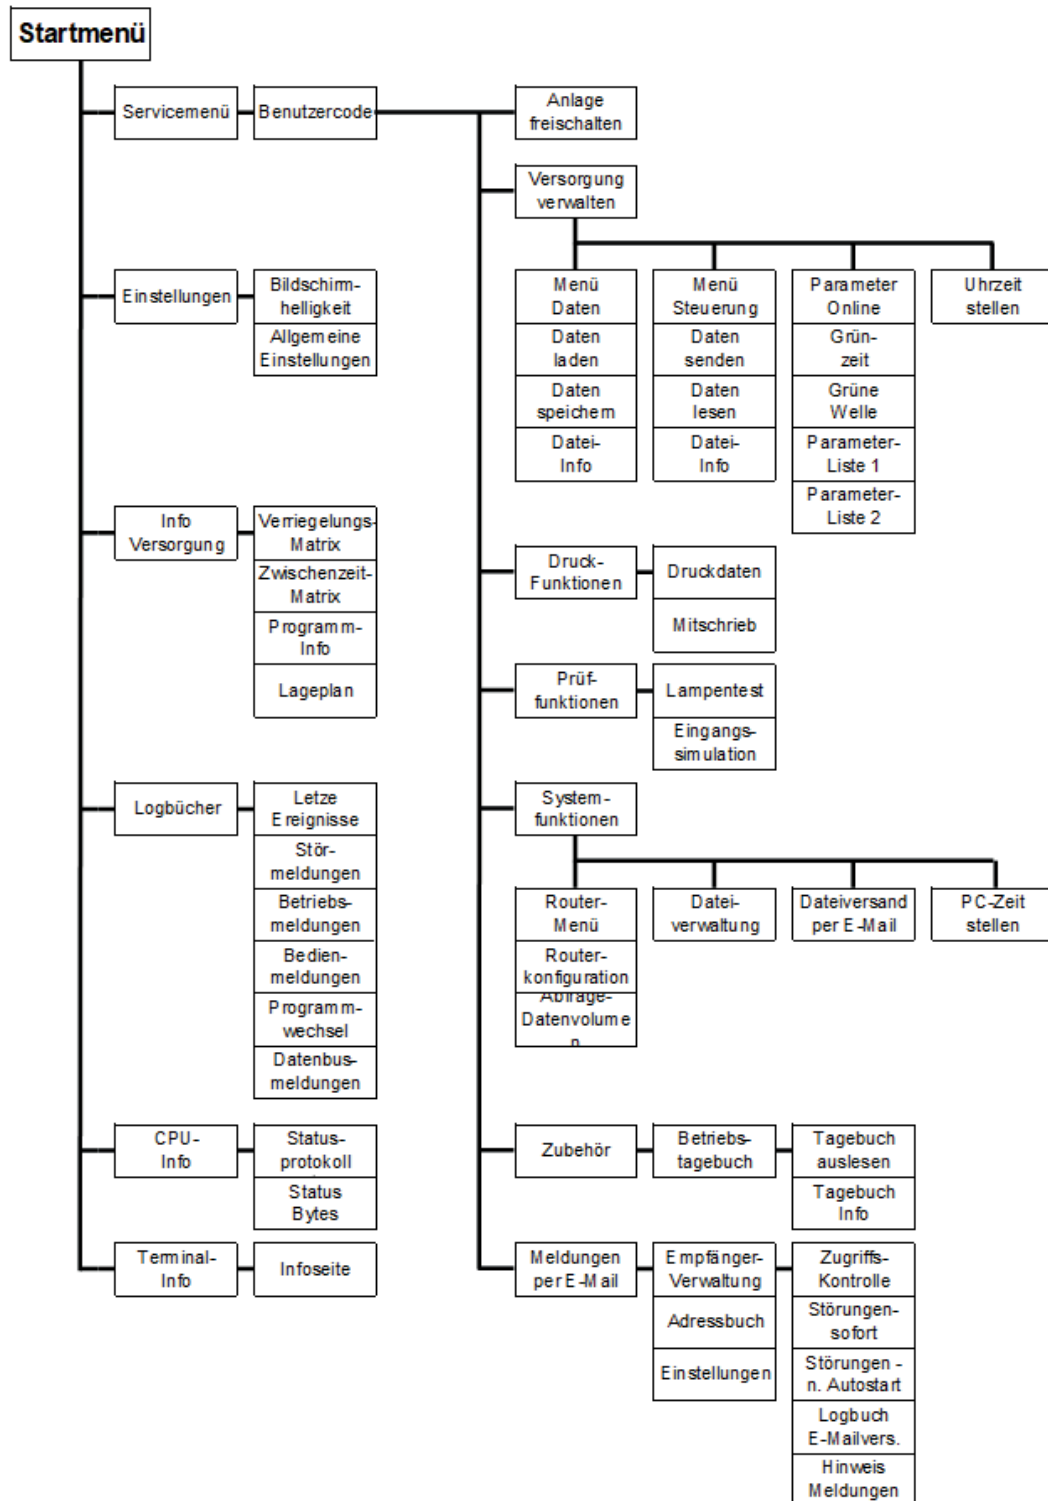 Startmenü
Servicemenü
Benutzercode
Anlage
freischalten
Versorgung
verwalten
Menü
Daten
Daten
laden
Daten
speichern
Datei-
Info
Menü
Steuerung
Daten
senden
Daten
lesen
Datei-
Info
Parameter
Online
Grün-
zeit
Grüne
Welle
Parameter-
Liste 1
Parameter-
Liste 2
Uhrzeit
stellen
Einstellungen
Bildschirm-
helligkeit
Allgemeine
Einstellungen
Info
Versorgung
Verriegelungs-
Matrix
Zwischenzeit-
Matrix
Programm-
Info
Lageplan
Druck-
Funktionen
Druckdaten
Mitschrieb
Prüf-
funktionen
Lampentest
Eingangs-
simulation
Logbücher
Letze
Ereignisse
Stör-
meldungen
Betriebs-
meldungen
Bedien-
meldungen
Programm-
wechsel
Datenbus-
meldungen
System-
funktionen
Router-
Menü
Router-
konfiguration
Abfrage-
Datenvolume
n
Datei-
verwaltung
Dateiversand
per E-Mail
PC-Zeit
stellen
CPU-
Info
Status-
protokoll
Status
Bytes
Zubehör
Betriebs-
tagebuch
Tagebuch
auslesen
Tagebuch
Info
Terminal-
Info
Infoseite
Meldungen
per E-Mail
Empfänger-
Verwaltung
Adressbuch
Einstellungen
Zugriffs-
Kontrolle
Störungen-
sofort
Störungen -
n. Autostart
Logbuch
E-Mailvers.
Hinweis
Meldungen